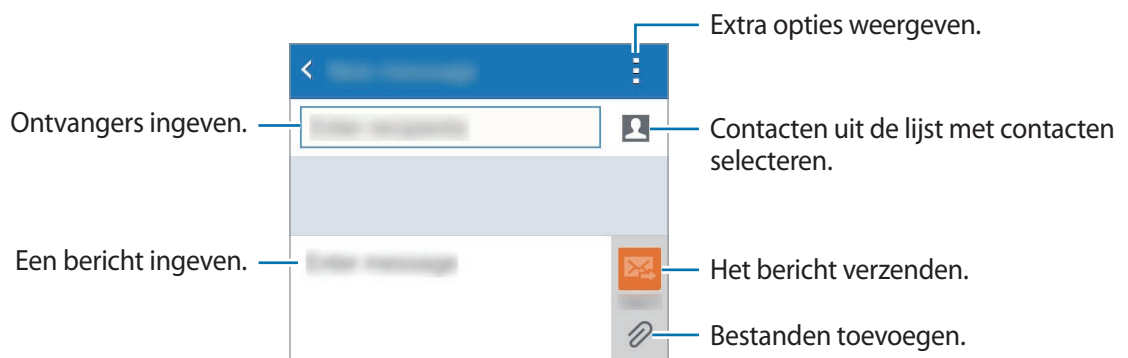 Extra opties weergeven.
Ontvangers ingeven.
Contacten uit de lijst met contacten
selecteren.
Een bericht ingeven.
Het bericht verzenden.
Bestanden toevoegen.